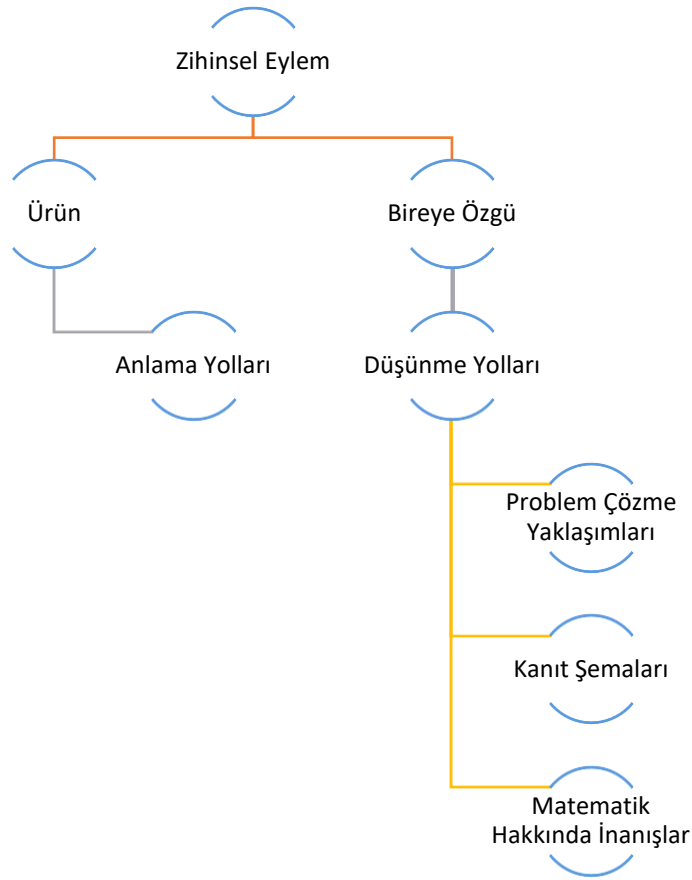 Zihinsel Eylem
Ürün
Bireye Özgü
Anlama Yolları
Düşünme Yolları
Problem Çözme
Yaklaşımları
Kanıt Şemaları
Matematik
Hakkında İnanışlar